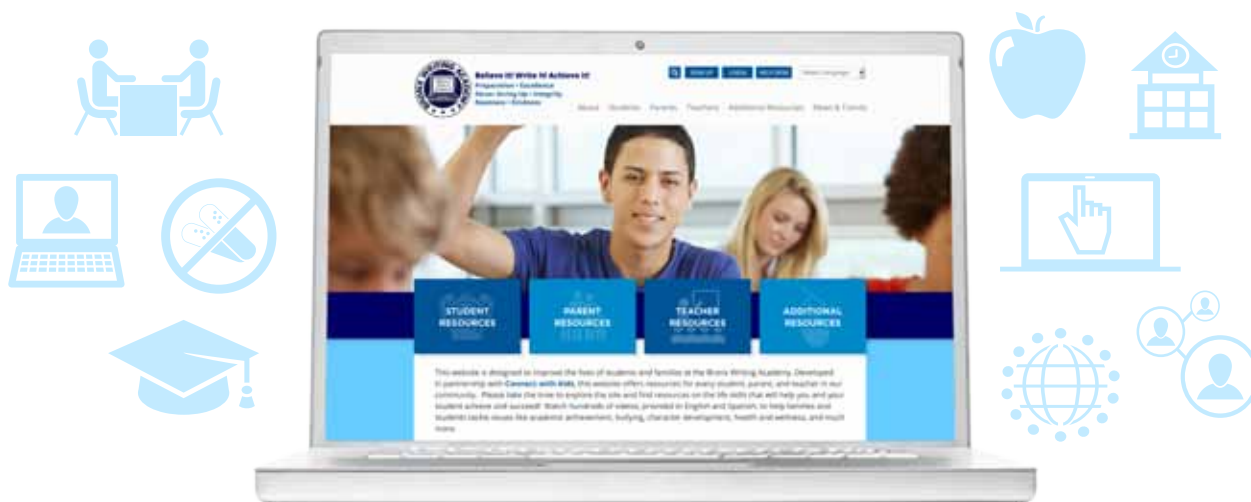 WRITING ACADEMY
Believe It! Write It! Achieve It!
Preparation • Excellence
Never Giving Up • Integrity
Readiness • Kindness
SIGN UP
LOGIN
Select Language
About Students Parents Teachers Additional Resources News & Trends
STUDENT
RESOURCES
PARENT
RESOURCES
TEACHER
RESOURCES
ADDITIONAL
RESOURCES
This website is designed to improve the lives of students and families at the Bronx Writing Academy. Developed
in partnership with Connect with Kids, this website offers resources for every student, parent, and teacher in our
community. Please take the time to explore the site and find resources on the life skills that will help you and your
student achieve and succeed! Watch hundreds of videos, provided in English and Spanish, to help families and
students tackle issues like academic achievement, bullying, character development, health and wellness, and much
more.